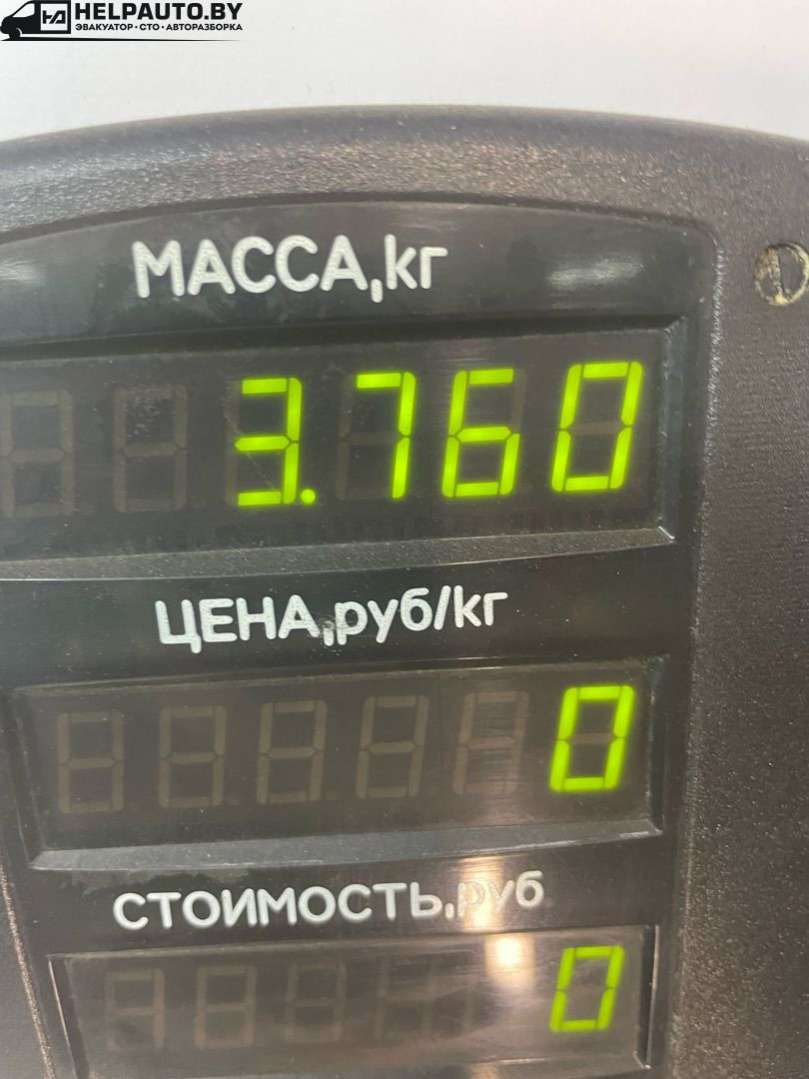 HELPAUTO.BY
ЭВАКУАТОР•СТО•АВТОРАЗБОРКА
МАССА,кг
3.760
ЦЕНА,руб/кг
0
СТОИМОСТЬ,руб
0